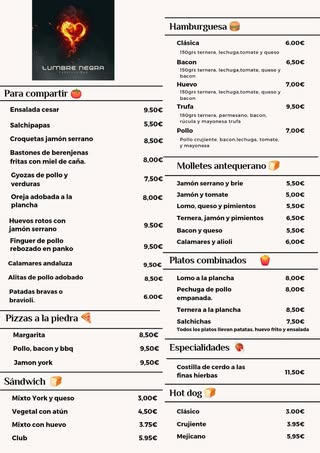 LUMBRE NEGRA
Para compartir
Ensalada cesar 9,50€
Salchipapas 5,50€
Croquetas jamón serrano 8,50€
Bastones de berenjenas
fritas con miel de caña. 8,00€
Gyozas de pollo y
verduras 7,50€
Oreja adobada a la
plancha 8,00€
Huevos rotos con
jamón serrano 9.50€
Finguer de pollo
rebozado en panko 9,50€
Calamares andaluza 9,50€
Alitas de pollo adobado 8,50€
Patatas bravas o
bravioli. 6.00€
Pizzas a la piedra
Margarita 8,50€
Pollo, bacon y bbq 9,50€
Jamon york 9,50€
Sándwich
Mixto York y queso 3,00€
Vegetal con atún 4,50€
Mixto con huevo 3.75€
Club 5.95€
Hamburguesa
Clásica 6.00€
150grs ternera, lechuga,tomate y queso
Bacon 6,50€
150grs ternera, lechuga,tomate, queso y
bacon
Huevo 7,00€
150grs ternera, lechuga,tomate, queso y
bacon
Trufa 9,50€
180grs ternera, parmesano, bacon,
rúcula y mayonesa trufa
Pollo 7,00€
Pollo crujiente, bacon,lechuga, tomate,
y mayonesa
Molletes antequerano
Jamón serrano y brie 5,50€
Jamón y tomate 5,00€
Lomo, queso y pimientos 5,50€
Ternera, jamón y pimientos 6,50€
Bacon y queso 5,50€
Calamares y alioli 6,00€
Platos combinados
Lomo a la plancha 8,00€
Pechuga de pollo 8,00€
empanada.
Ternera a la plancha 8,50€
Salchichas 7,50€
Todos los platos llevan patatas, huevo frito y ensalada
Especialidades
Costilla de cerdo a las
finas hierbas 11,50€
Hot dog
Clásico 3.00€
Crujiente 3.95€
Mejicano 5,95€